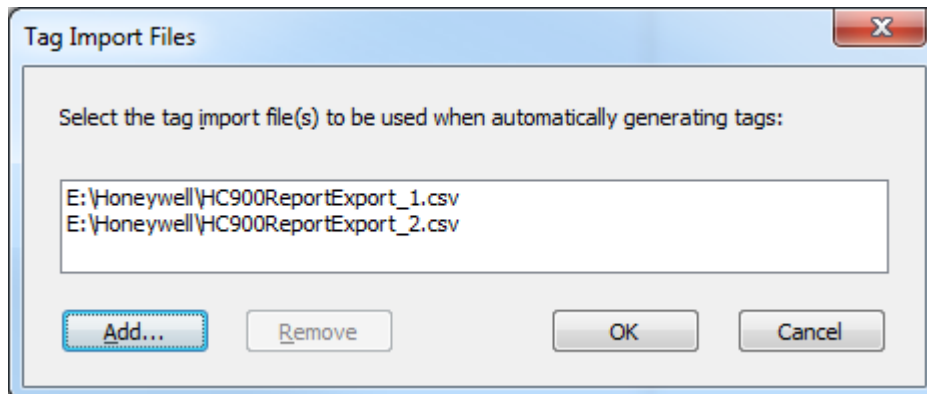 Tag Import Files
X
Select the tag import file(s) to be used when automatically generating tags:
E:\Honeywell\HC900ReportExport_1.csv
E:\Honeywell\HC900ReportExport_2.csv
Add... Remove OK Cancel